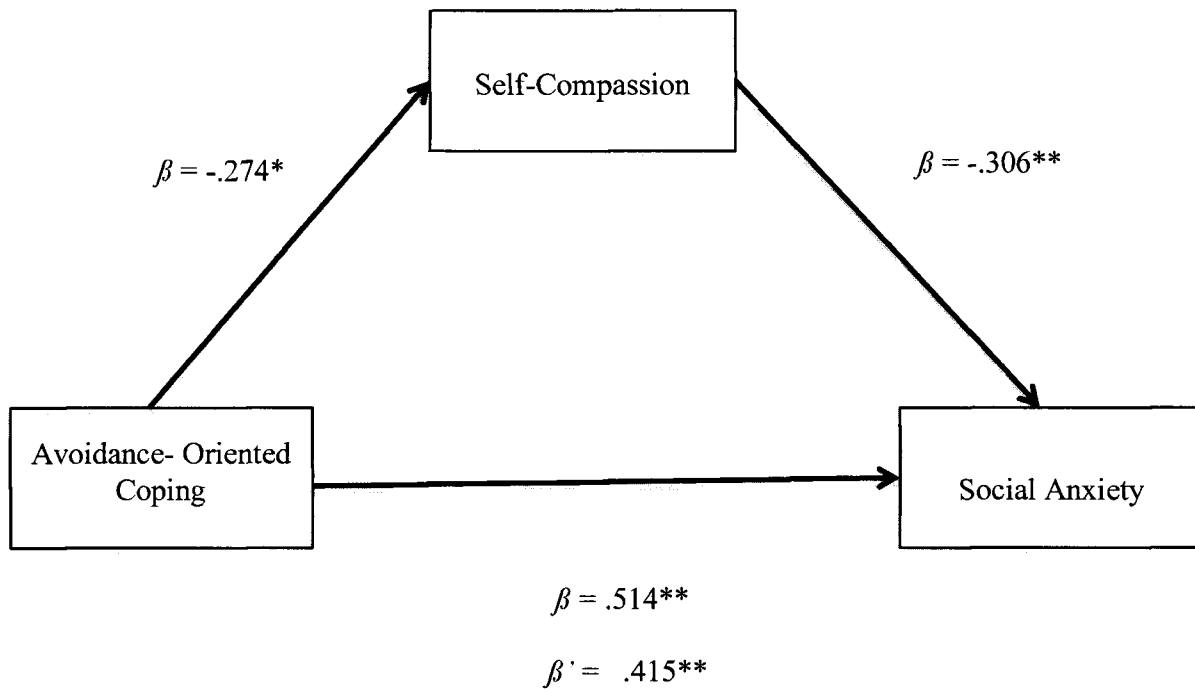 Self-Compassion
β = -.274*
β = -.306**
Avoidance- Oriented
Coping
Social Anxiety
β = .514**
β' = .415**